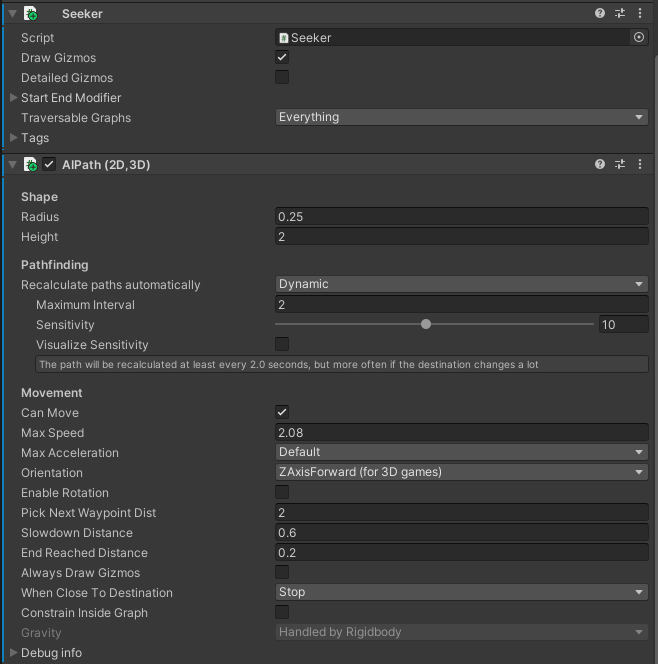 Seeker
Script
Seeker
Draw Gizmos
Detailed Gizmos
Start End Modifier
Traversable Graphs
Everything
Tags
AIPath (2D,3D)
Shape
Radius
0.25
Height
2
Pathfinding
Recalculate paths automatically
Dynamic
Maximum Interval
2
Sensitivity
10
Visualize Sensitivity
The path will be recalculated at least every 2.0 seconds, but more often if the destination changes a lot
Movement
Can Move
Max Speed
2.08
Max Acceleration
Default
Orientation
ZAxisForward (for 3D games)
Enable Rotation
Pick Next Waypoint Dist
2
Slowdown Distance
0.6
End Reached Distance
0.2
Always Draw Gizmos
When Close To Destination
Stop
Constrain Inside Graph
Gravity
Handled by Rigidbody
Debug info